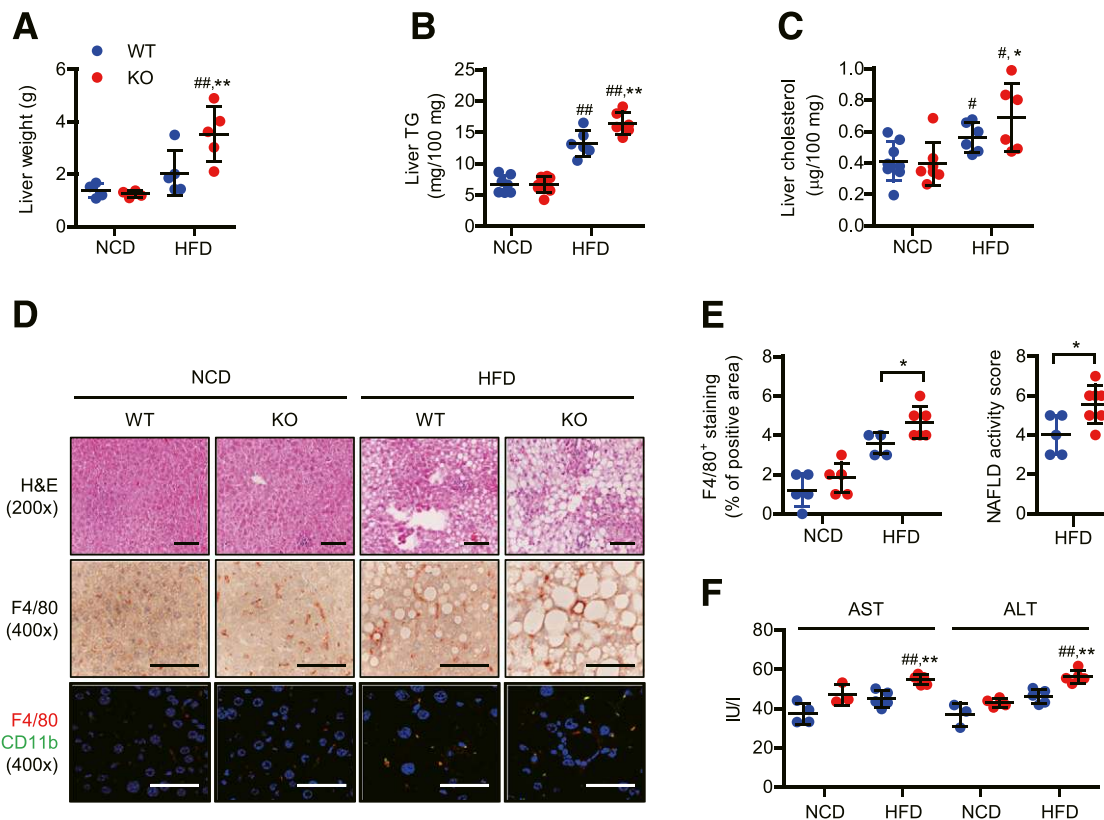 A
WT
KO
Liver weight (g)
6
4
2
0
##,**
NCD
HFD
B
Liver TG
(mg/100 mg)
25
20
15
10
5
0
##
##,**
NCD
HFD
C
Liver cholesterol
(µg/100 mg)
1.0
0.8
0.6
0.4
0.2
0.0
#
#, *
NCD
HFD
D
NCD
HFD
WT
KO
WT
KO
H&E
(200x)
F4/80
(400x)
F4/80
CD11b
(400x)
E
F4/80⁺ staining
(% of positive area)
8
6
4
2
0
*
NCD
HFD
NAFLD activity score
8
6
4
2
0
*
HFD
F
AST
ALT
IU/l
80
60
40
20
0
##,**
##,**
NCD
HFD
NCD
HFD